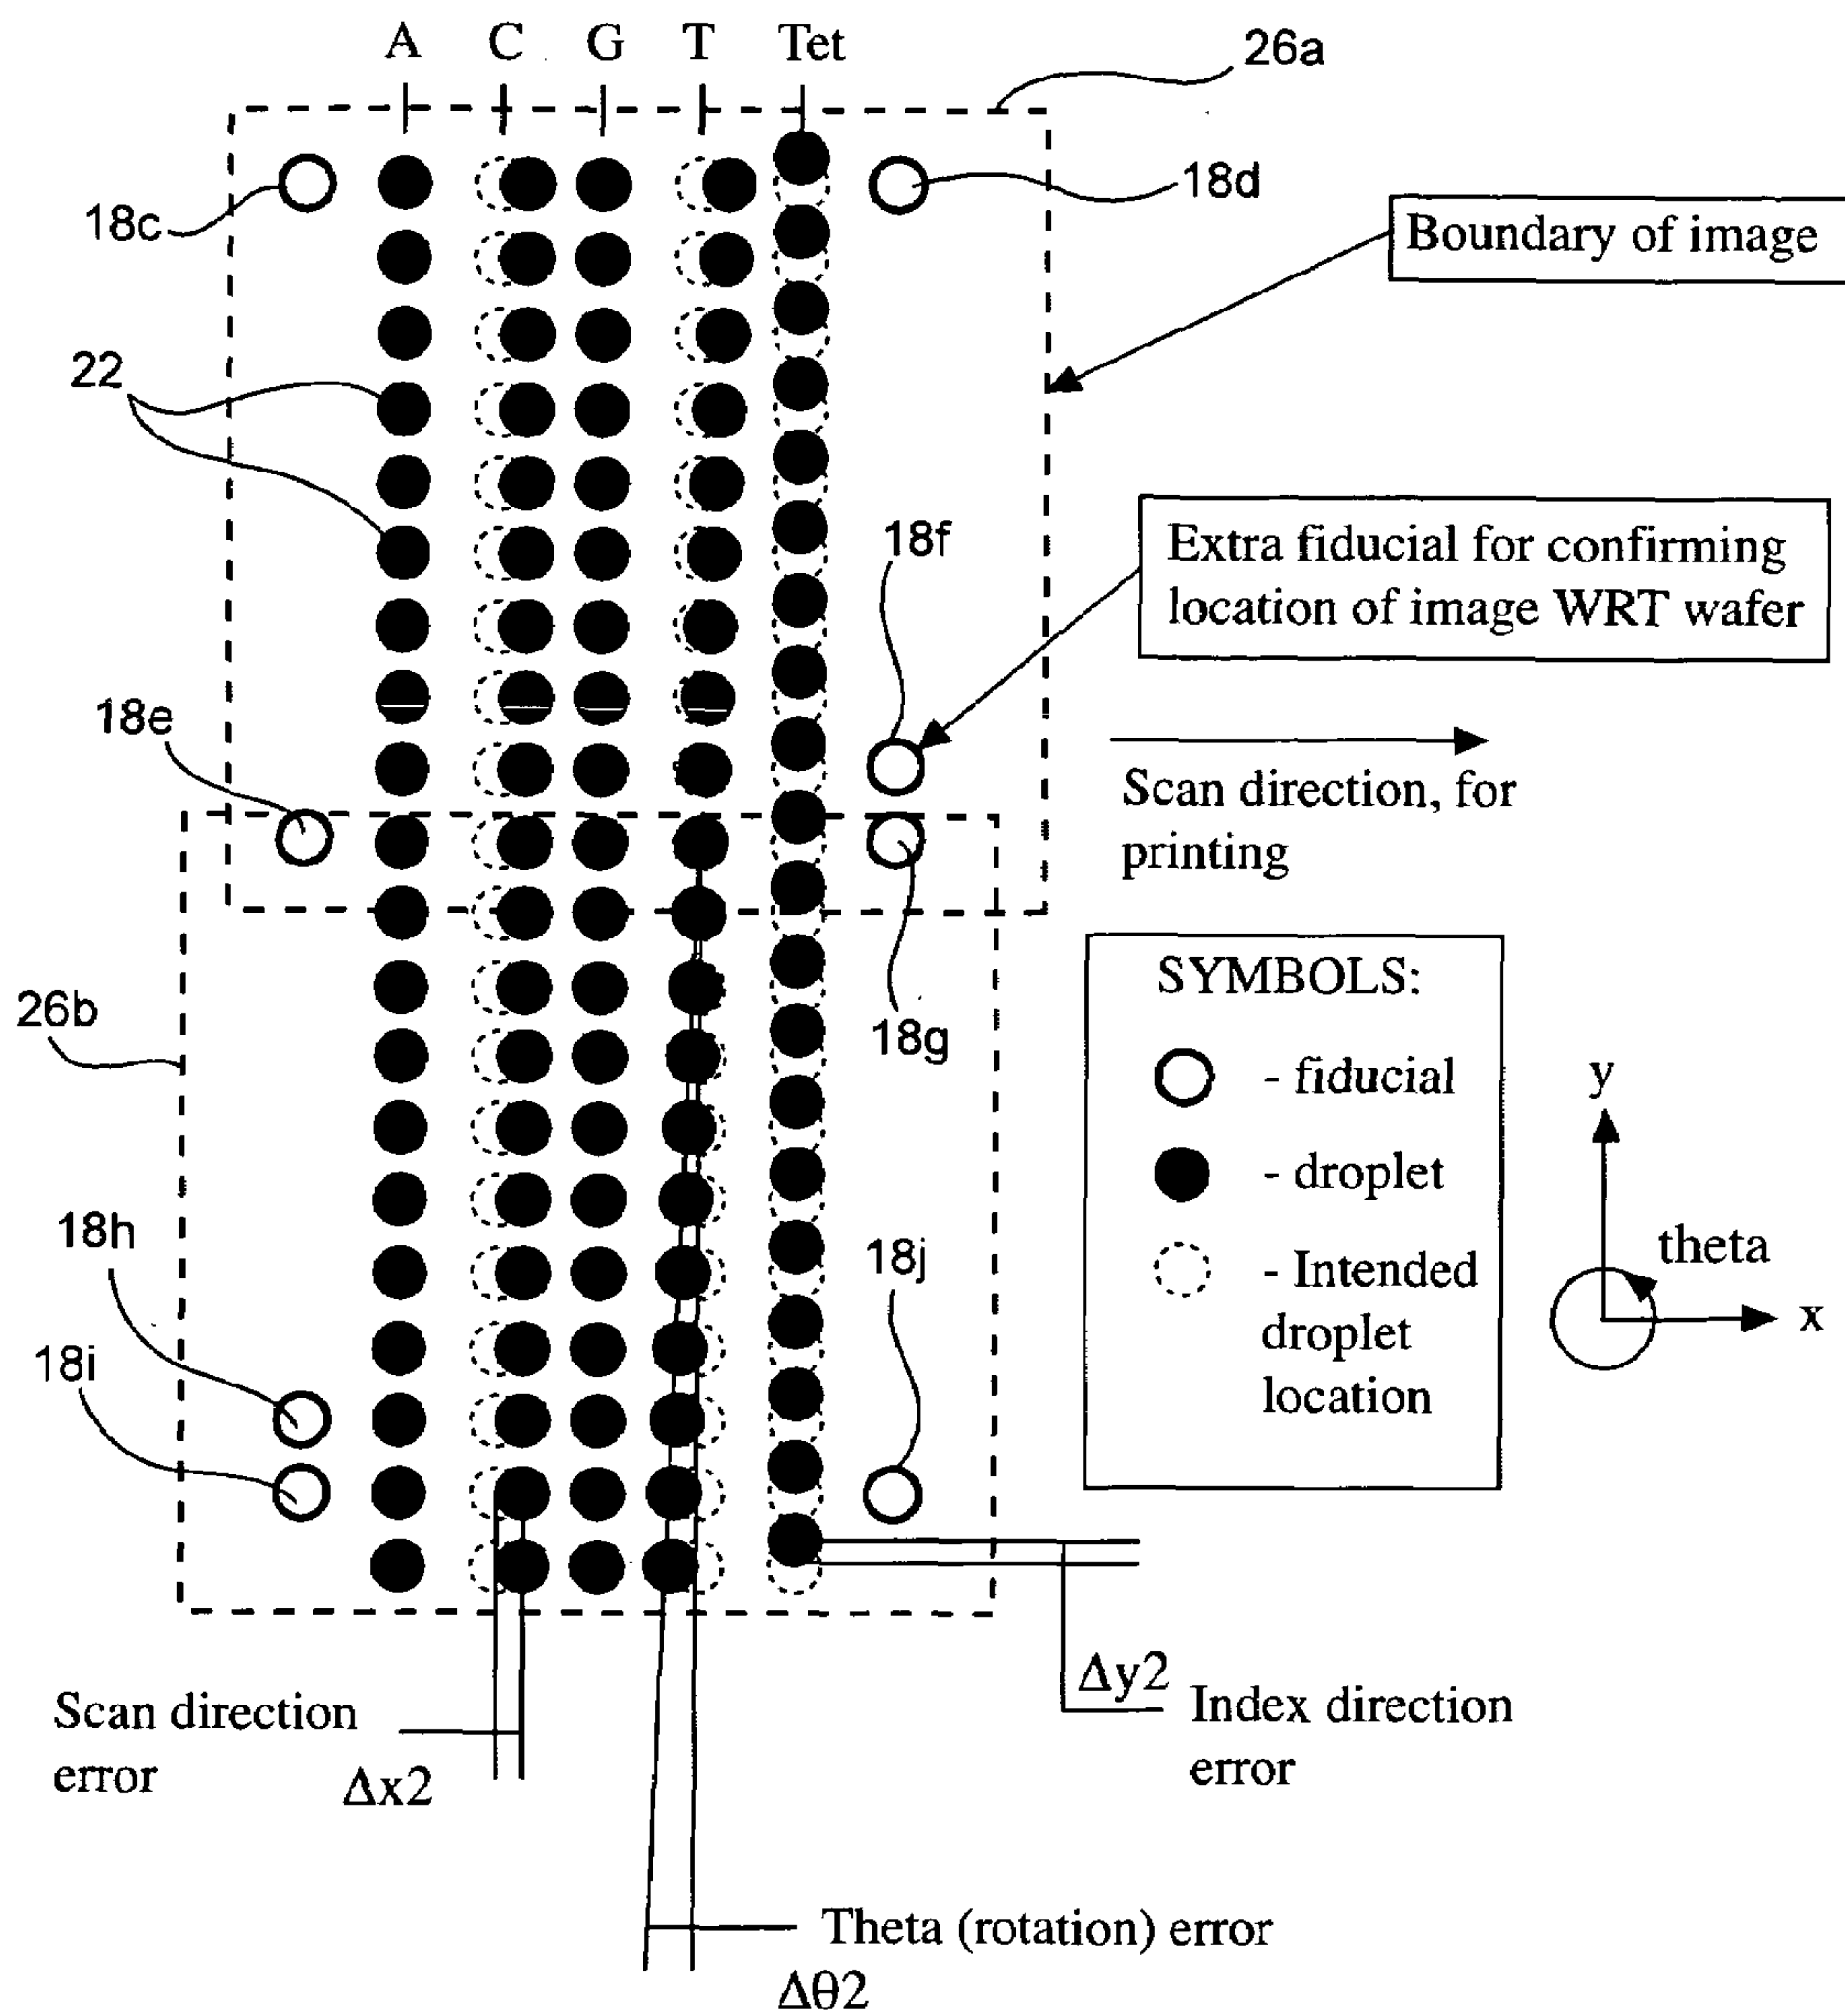 A C G T Tet
26a
18c
18d
Boundary of image
22
18f
Extra fiducial for confirming
location of image WRT wafer
18e
Scan direction, for
printing
26b
18g
SYMBOLS:
- fiducial
- droplet
- Intended
droplet
location
y
theta
x
18h
18j
18i
Δy2
Index direction
error
Scan direction
error
Δx2
Theta (rotation) error
Δθ2